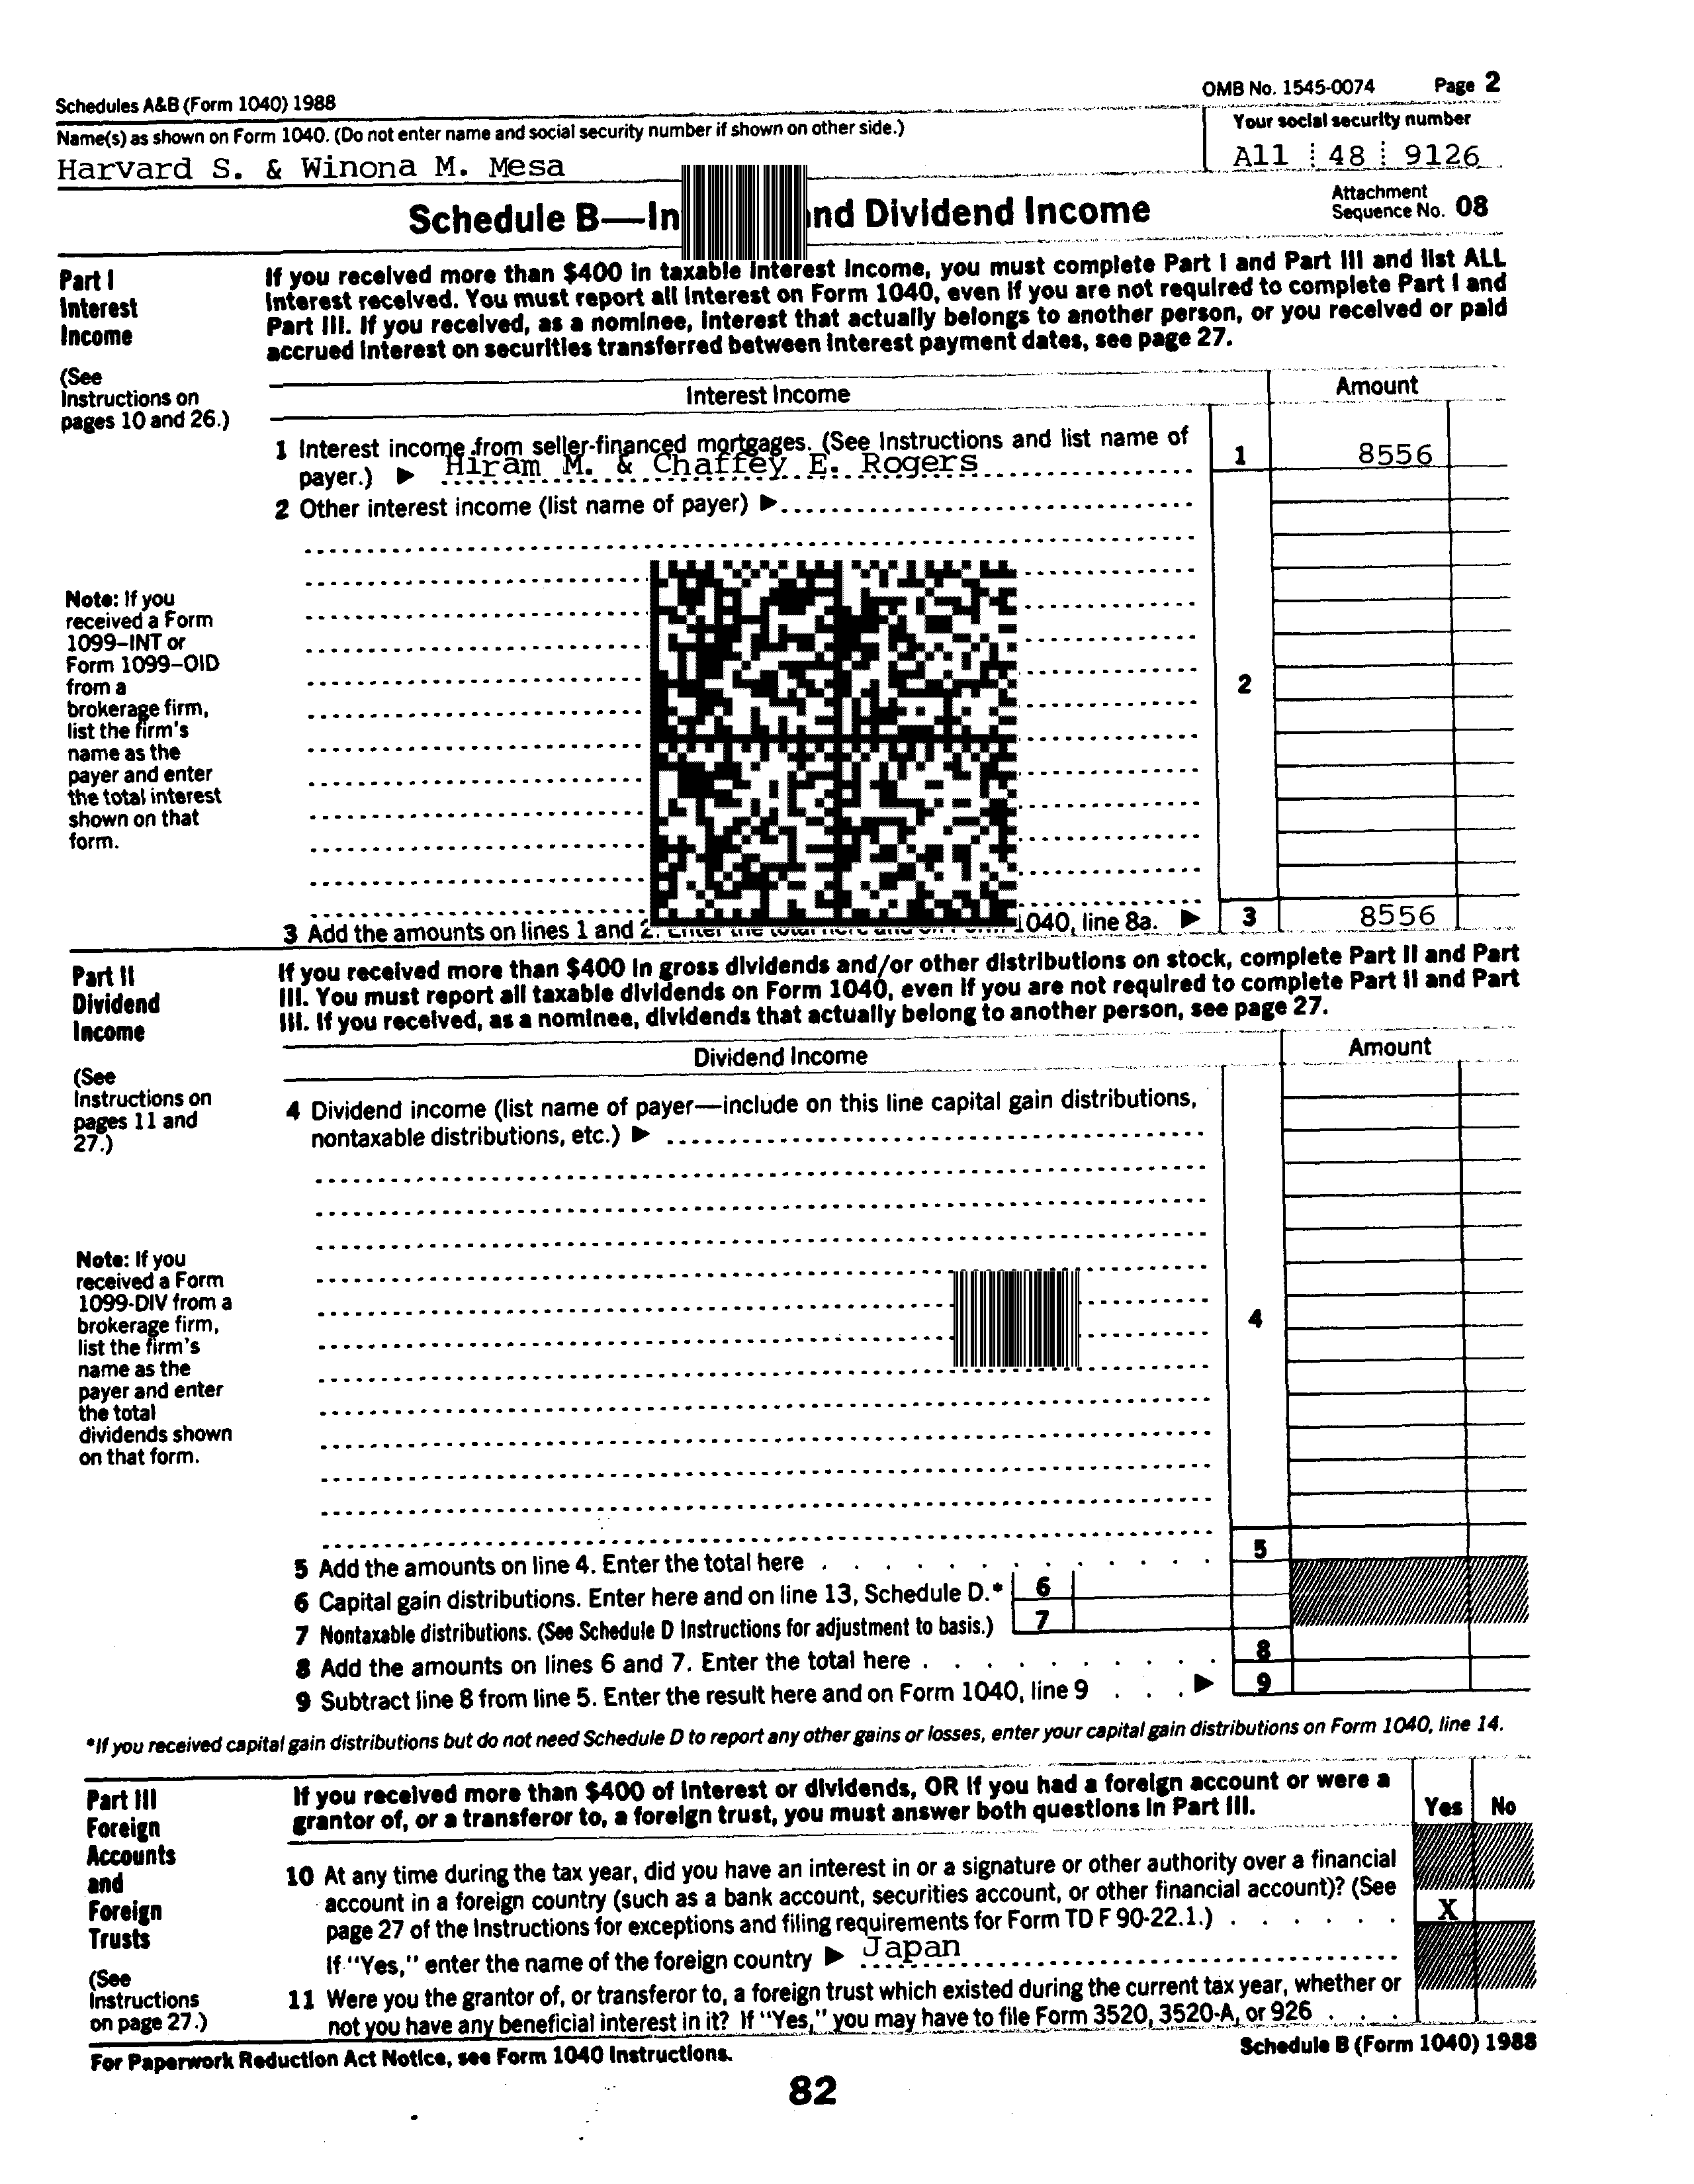 Schedules A&B (Form 1040) 1988 OMB No. 1545-0074 Page 2
Name(s) as shown on Form 1040. (Do not enter name and social security number if shown on other side.) Your social security number
Harvard S. & Winona M. Mesa A11 48 9126
Schedule B—In nd Dividend Income Attachment Sequence No. 08
Part I
Interest
Income
(See
Instructions on
pages 10 and 26.)
If you received more than $400 in taxable interest income, you must complete Part I and Part III and list ALL
interest received. You must report all interest on Form 1040, even if you are not required to complete Part I and
Part III. If you received, as a nominee, interest that actually belongs to another person, or you received or paid
accrued interest on securities transferred between interest payment dates, see page 27.
Interest Income Amount
1 Interest income from seller-financed mortgages. (See Instructions and list name of
payer.) ▶ Hiram M. & Chaffey E. Rogers 1 8556
2 Other interest income (list name of payer) ▶
2
Note: If you
received a Form
1099–INT or
Form 1099–OID
from a
brokerage firm,
list the firm's
name as the
payer and enter
the total interest
shown on that
form.
3 Add the amounts on lines 1 and 2. Enter the total here and on Form 1040, line 8a. ▶ 3 8556
Part II
Dividend
Income
(See
Instructions on
pages 11 and
27.)
If you received more than $400 in gross dividends and/or other distributions on stock, complete Part II and Part
III. You must report all taxable dividends on Form 1040, even if you are not required to complete Part II and Part
III. If you received, as a nominee, dividends that actually belong to another person, see page 27.
Dividend Income Amount
4 Dividend income (list name of payer—include on this line capital gain distributions,
nontaxable distributions, etc.) ▶
4
Note: If you
received a Form
1099-DIV from a
brokerage firm,
list the firm's
name as the
payer and enter
the total
dividends shown
on that form.
5 Add the amounts on line 4. Enter the total here 5
6 Capital gain distributions. Enter here and on line 13, Schedule D.* 6
7 Nontaxable distributions. (See Schedule D Instructions for adjustment to basis.) 7
8 Add the amounts on lines 6 and 7. Enter the total here 8
9 Subtract line 8 from line 5. Enter the result here and on Form 1040, line 9 ▶ 9
*If you received capital gain distributions but do not need Schedule D to report any other gains or losses, enter your capital gain distributions on Form 1040, line 14.
Part III
Foreign
Accounts
and
Foreign
Trusts
(See
Instructions
on page 27.)
If you received more than $400 of interest or dividends, OR if you had a foreign account or were a
grantor of, or a transferor to, a foreign trust, you must answer both questions in Part III. Yes No
10 At any time during the tax year, did you have an interest in or a signature or other authority over a financial
account in a foreign country (such as a bank account, securities account, or other financial account)? (See
page 27 of the Instructions for exceptions and filing requirements for Form TD F 90-22.1.) X
If "Yes," enter the name of the foreign country ▶ Japan
11 Were you the grantor of, or transferor to, a foreign trust which existed during the current tax year, whether or
not you have any beneficial interest in it? If "Yes," you may have to file Form 3520, 3520-A, or 926
For Paperwork Reduction Act Notice, see Form 1040 Instructions. Schedule B (Form 1040) 1988
82